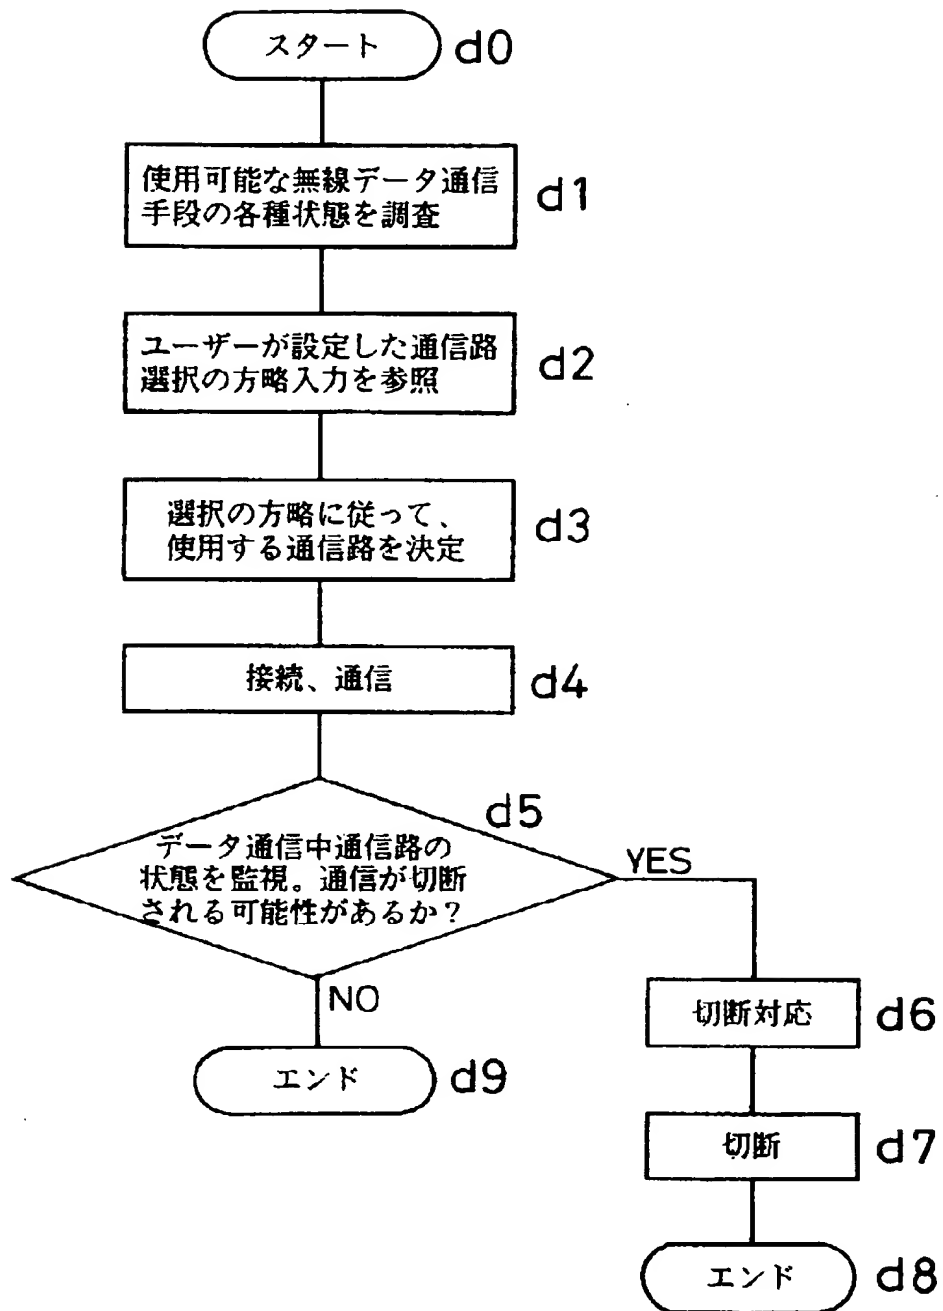 スタート
d0
使用可能な無線データ通信
手段の各種状態を調査
d1
ユーザーが設定した通信路
選択の方略入力を参照
d2
選択の方略に従って、
使用する通信路を決定
d3
接続、通信
d4
d5
データ通信中通信路の
状態を監視。通信が切断
される可能性があるか?
YES
NO
切断対応
d6
エンド
d9
切断
d7
エンド
d8